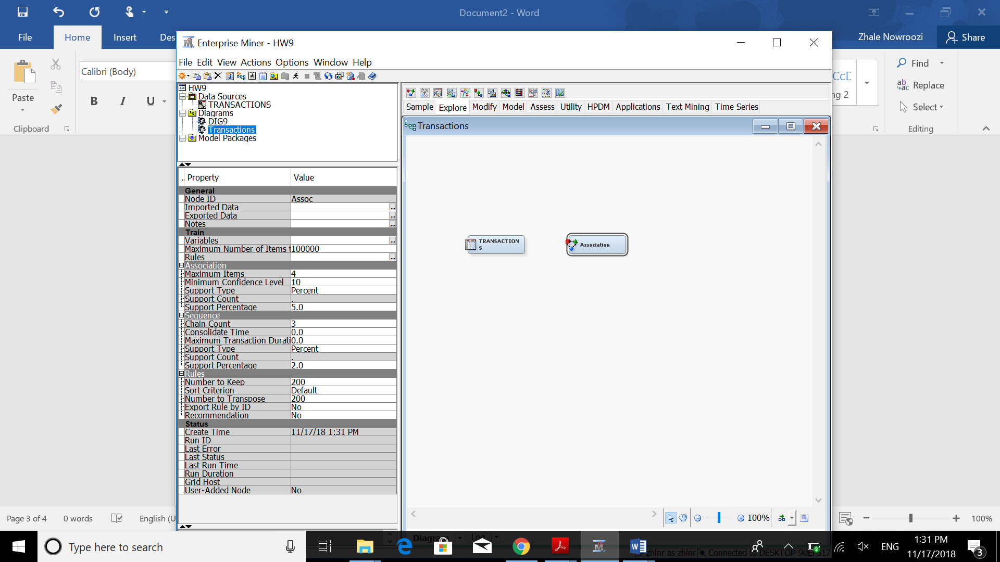 Document2 - Word
File
Home
Insert
Des
Zhale Nowroozi
Share
Paste
Clipboard
Calibri (Body)
B I U
Find
Replace
Select
Editing
CcD
ng 2
Enterprise Miner - HW9
File Edit View Actions Options Window Help
HW9
Data Sources
TRANSACTIONS
Diagrams
DIG9
Transactions
Model Packages
. Property Value
General
Node ID Assoc
Imported Data ...
Exported Data ...
Notes ...
Train
Variables ...
Maximum Number of Items t 100000
Rules ...
Association
Maximum Items 4
Minimum Confidence Level 10
Support Type Percent
Support Count .
Support Percentage 5.0
Sequence
Chain Count 3
Consolidate Time 0.0
Maximum Transaction Durati 0.0
Support Type Percent
Support Count .
Support Percentage 2.0
Rules
Number to Keep 200
Sort Criterion Default
Number to Transpose 200
Export Rule by ID No
Recommendation No
Status
Create Time 11/17/18 1:31 PM
Run ID
Last Error
Last Status
Last Run Time
Run Duration
Grid Host
User-Added Node No
Sample Explore Modify Model Assess Utility HPDM Applications Text Mining Time Series
Transactions
TRANSACTION
S
Association
100%
Diagram Log
zhlnr as zhlnr Connected to DESKTOP-90EF317
Page 3 of 4 0 words English (U
100%
Type here to search
ENG
1:31 PM
11/17/2018
3